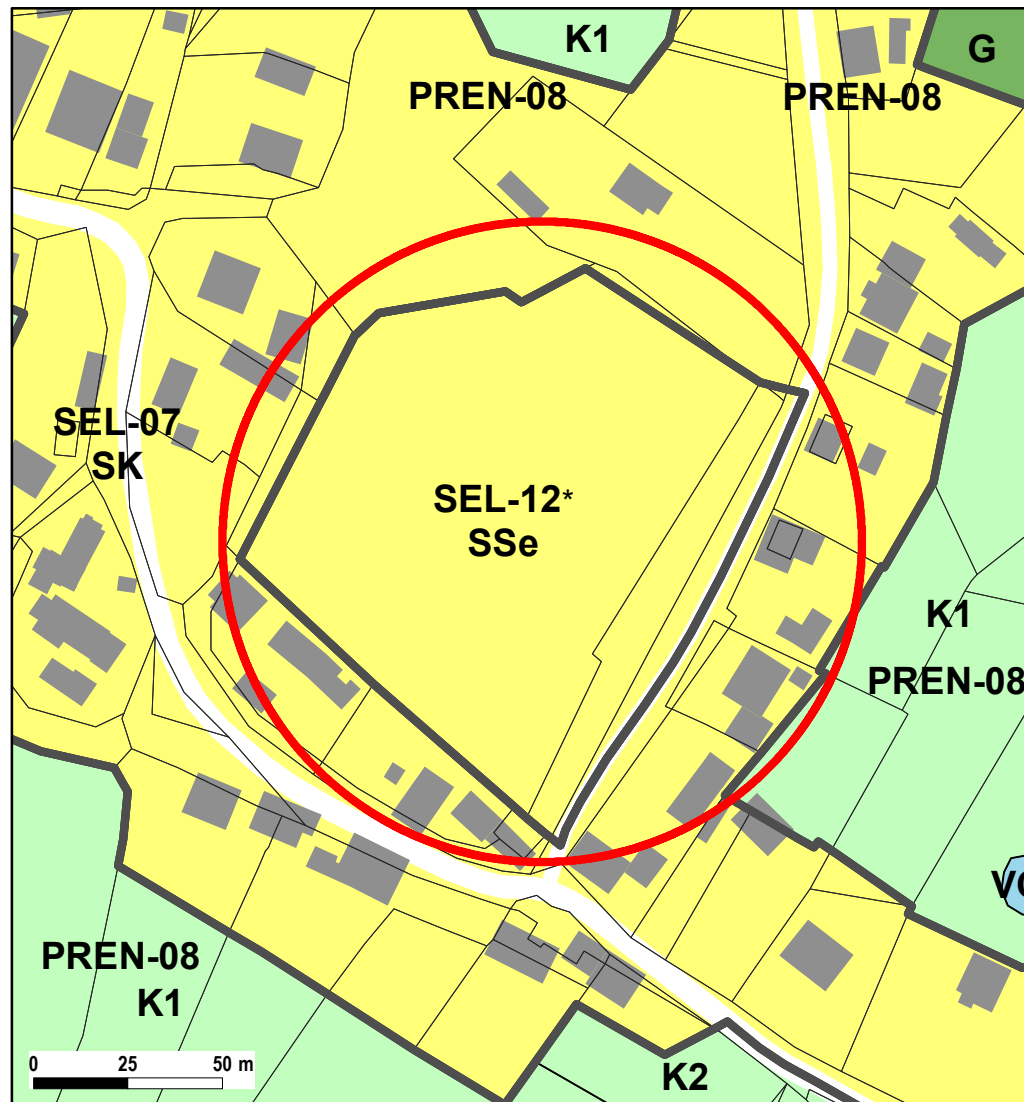 K1
G
PREN-08
PREN-08
SEL-07
SK
SEL-12*
SSe
K1
PREN-08
PREN-08
K1
K2
0 25 50 m